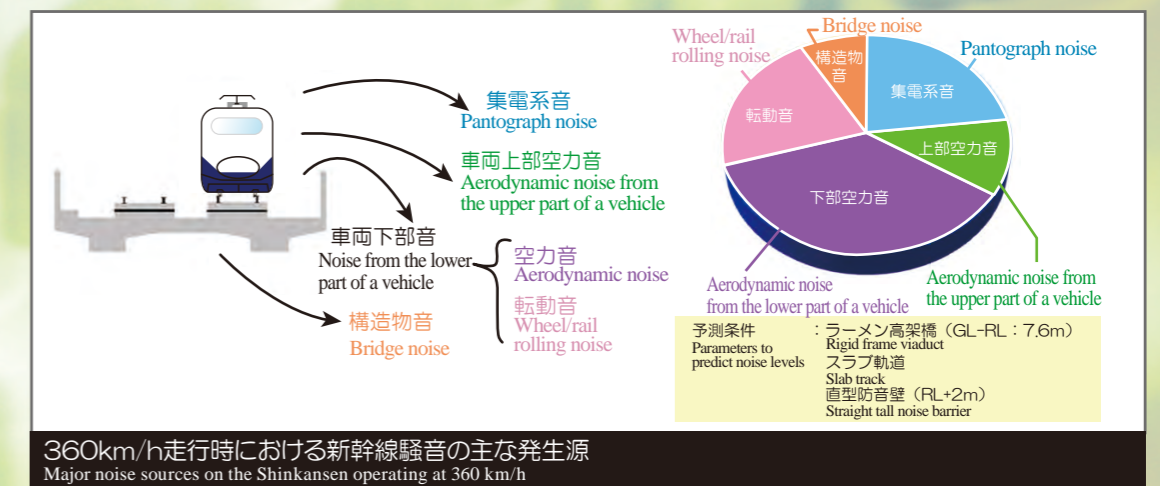 集電系音
Pantograph noise
車両上部空力音
Aerodynamic noise from
the upper part of a vehicle
車両下部音
Noise from the lower
part of a vehicle
空力音
Aerodynamic noise
転動音
Wheel/rail
rolling noise
構造物音
Bridge noise
Wheel/rail
rolling noise
Bridge noise
Pantograph noise
構造物
音
集電系音
転動音
上部空力音
下部空力音
Aerodynamic noise
from the lower part of a vehicle
Aerodynamic noise from
the upper part of a vehicle
予測条件 :ラーメン高架橋(GL-RL:7.6m)
Parameters to
predict noise levels
Rigid frame viaduct
スラブ軌道
Slab track
直型防音壁(RL+2m)
Straight tall noise barrier
360km/h走行時における新幹線騒音の主な発生源
Major noise sources on the Shinkansen operating at 360 km/h